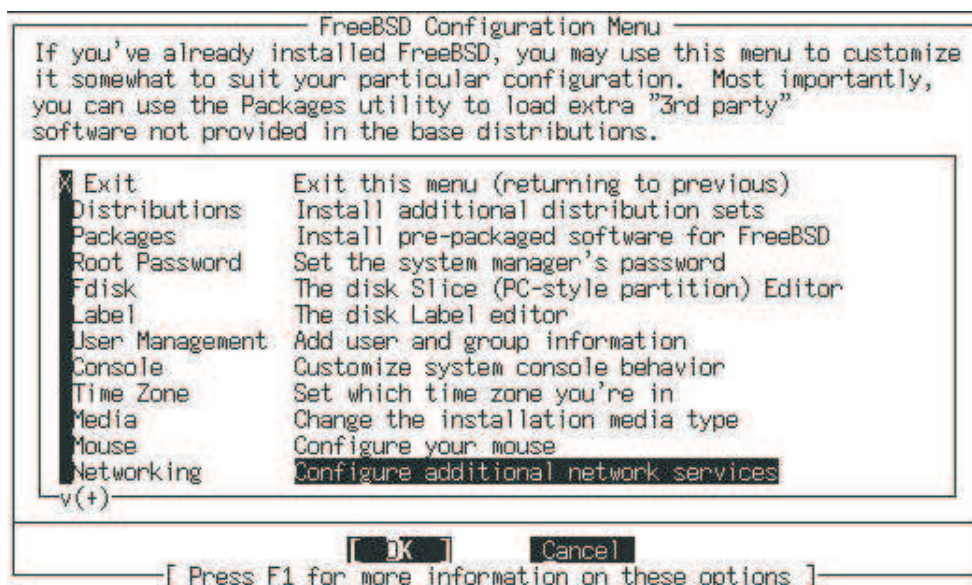 FreeBSD Configuration Menu
If you've already installed FreeBSD, you may use this menu to customize
it somewhat to suit your particular configuration.  Most importantly,
you can use the Packages utility to load extra "3rd party"
software not provided in the base distributions.
X Exit Exit this menu (returning to previous)
Distributions Install additional distribution sets
Packages Install pre-packaged software for FreeBSD
Root Password Set the system manager's password
Fdisk The disk Slice (PC-style partition) Editor
Label The disk Label editor
User Management Add user and group information
Console Customize system console behavior
Time Zone Set which time zone you're in
Media Change the installation media type
Mouse Configure your mouse
Networking Configure additional network services
v(+)
[ OK ] Cancel
[ Press F1 for more information on these options ]